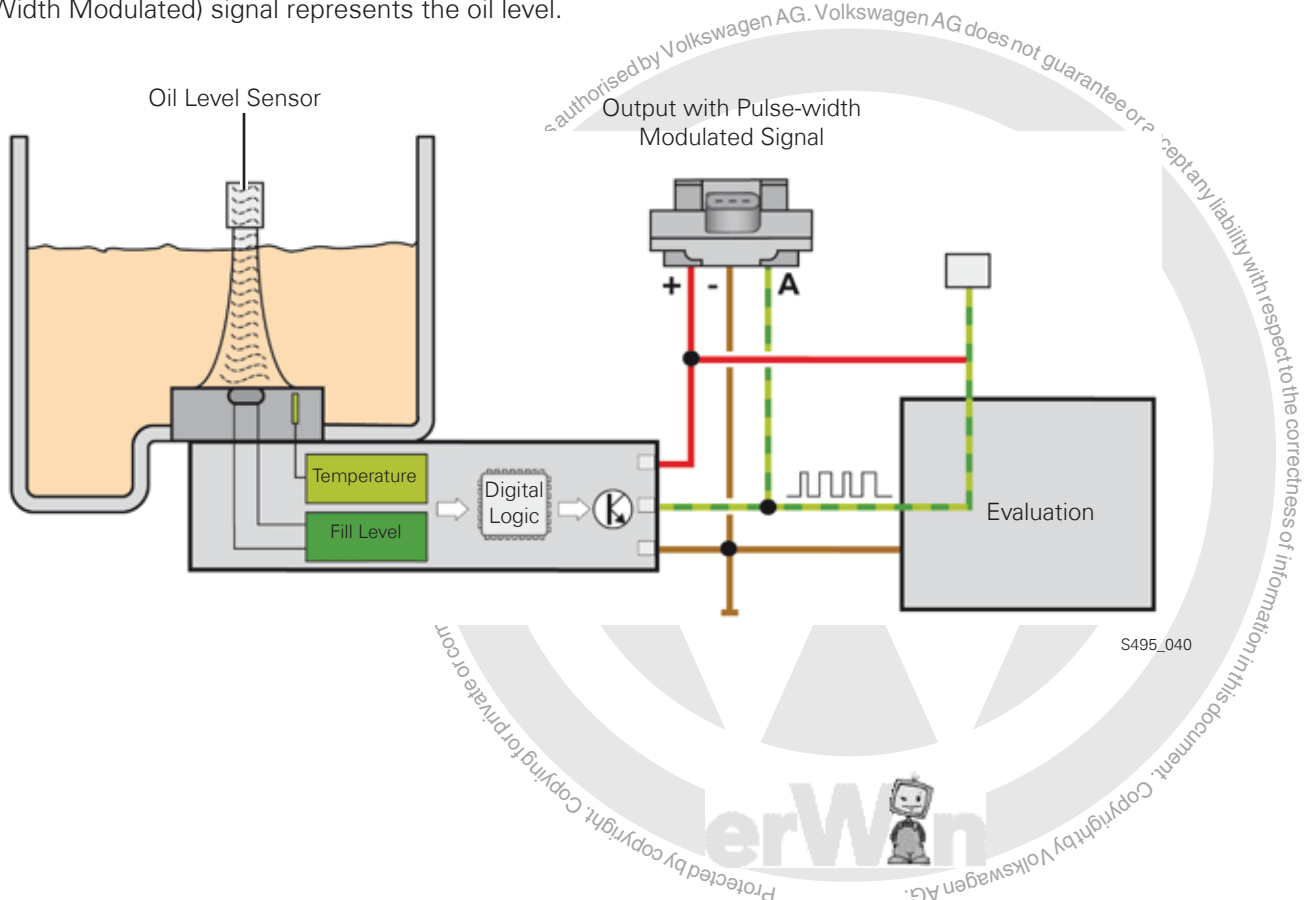 Width Modulated) signal represents the oil level.
Oil Level Sensor
Output with Pulse-width
Modulated Signal
+ - A
Temperature
Fill Level
Digital
Logic
Evaluation
S495_040
authorised by Volkswagen AG. Volkswagen AG does not guarantee or a
cept any liability with respect to the correctness of information in this document. Copyright by Volkswagen AG.
Protected by copyright. Copying for private or com
erWin